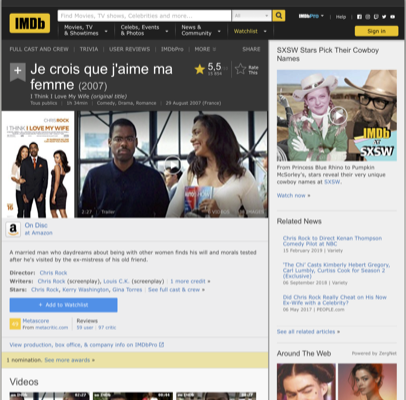 IMDb
Find Movies, TV shows, Celebrities and more...
All
IMDbPro
Help
Movies, TV & Showtimes
Celebs, Events & Photos
News & Community
Watchlist
Sign in
FULL CAST AND CREW | TRIVIA | USER REVIEWS | IMDbPro | MORE
SHARE
Je crois que j'aime ma femme (2007)
I Think I Love My Wife (original title)
Tous publics | 1h 34min | Comedy, Drama, Romance | 29 August 2007 (France)
5,5
Rate This
CHRIS ROCK
I THINK I LOVE MY WIFE
2:27 | Trailer
On Disc
at Amazon
A married man who daydreams about being with other women finds his will and morals tested after he's visited by the ex-mistress of his old friend.
Director: Chris Rock
Writers: Chris Rock (screenplay), Louis C.K. (screenplay) | 1 more credit »
Stars: Chris Rock, Kerry Washington, Gina Torres | See full cast & crew »
+ Add to Watchlist
Metascore
From metacritic.com
Reviews
59 user | 97 critic
View production, box office, & company info on IMDbPro
1 nomination. See more awards »
Videos
SXSW Stars Pick Their Cowboy Names
IMDb AT SXSW
From Princess Blue Rhino to Pumpkin McSorley's, stars reveal their very unique cowboy names at SXSW.
Watch now »
Related News
Chris Rock to Direct Kenan Thompson Comedy Pilot at NBC
15 February 2019 | Variety
'The Chi' Casts Kimberly Hebert Gregory, Carl Lumbly, Curtiss Cook for Season 2 (Exclusive)
06 September 2018 | Variety
Did Chris Rock Really Cheat on His Now Ex-Wife with a Celebrity?
06 May 2017 | PEOPLE.com
See all related articles »
Around The Web
Powered by ZergNet